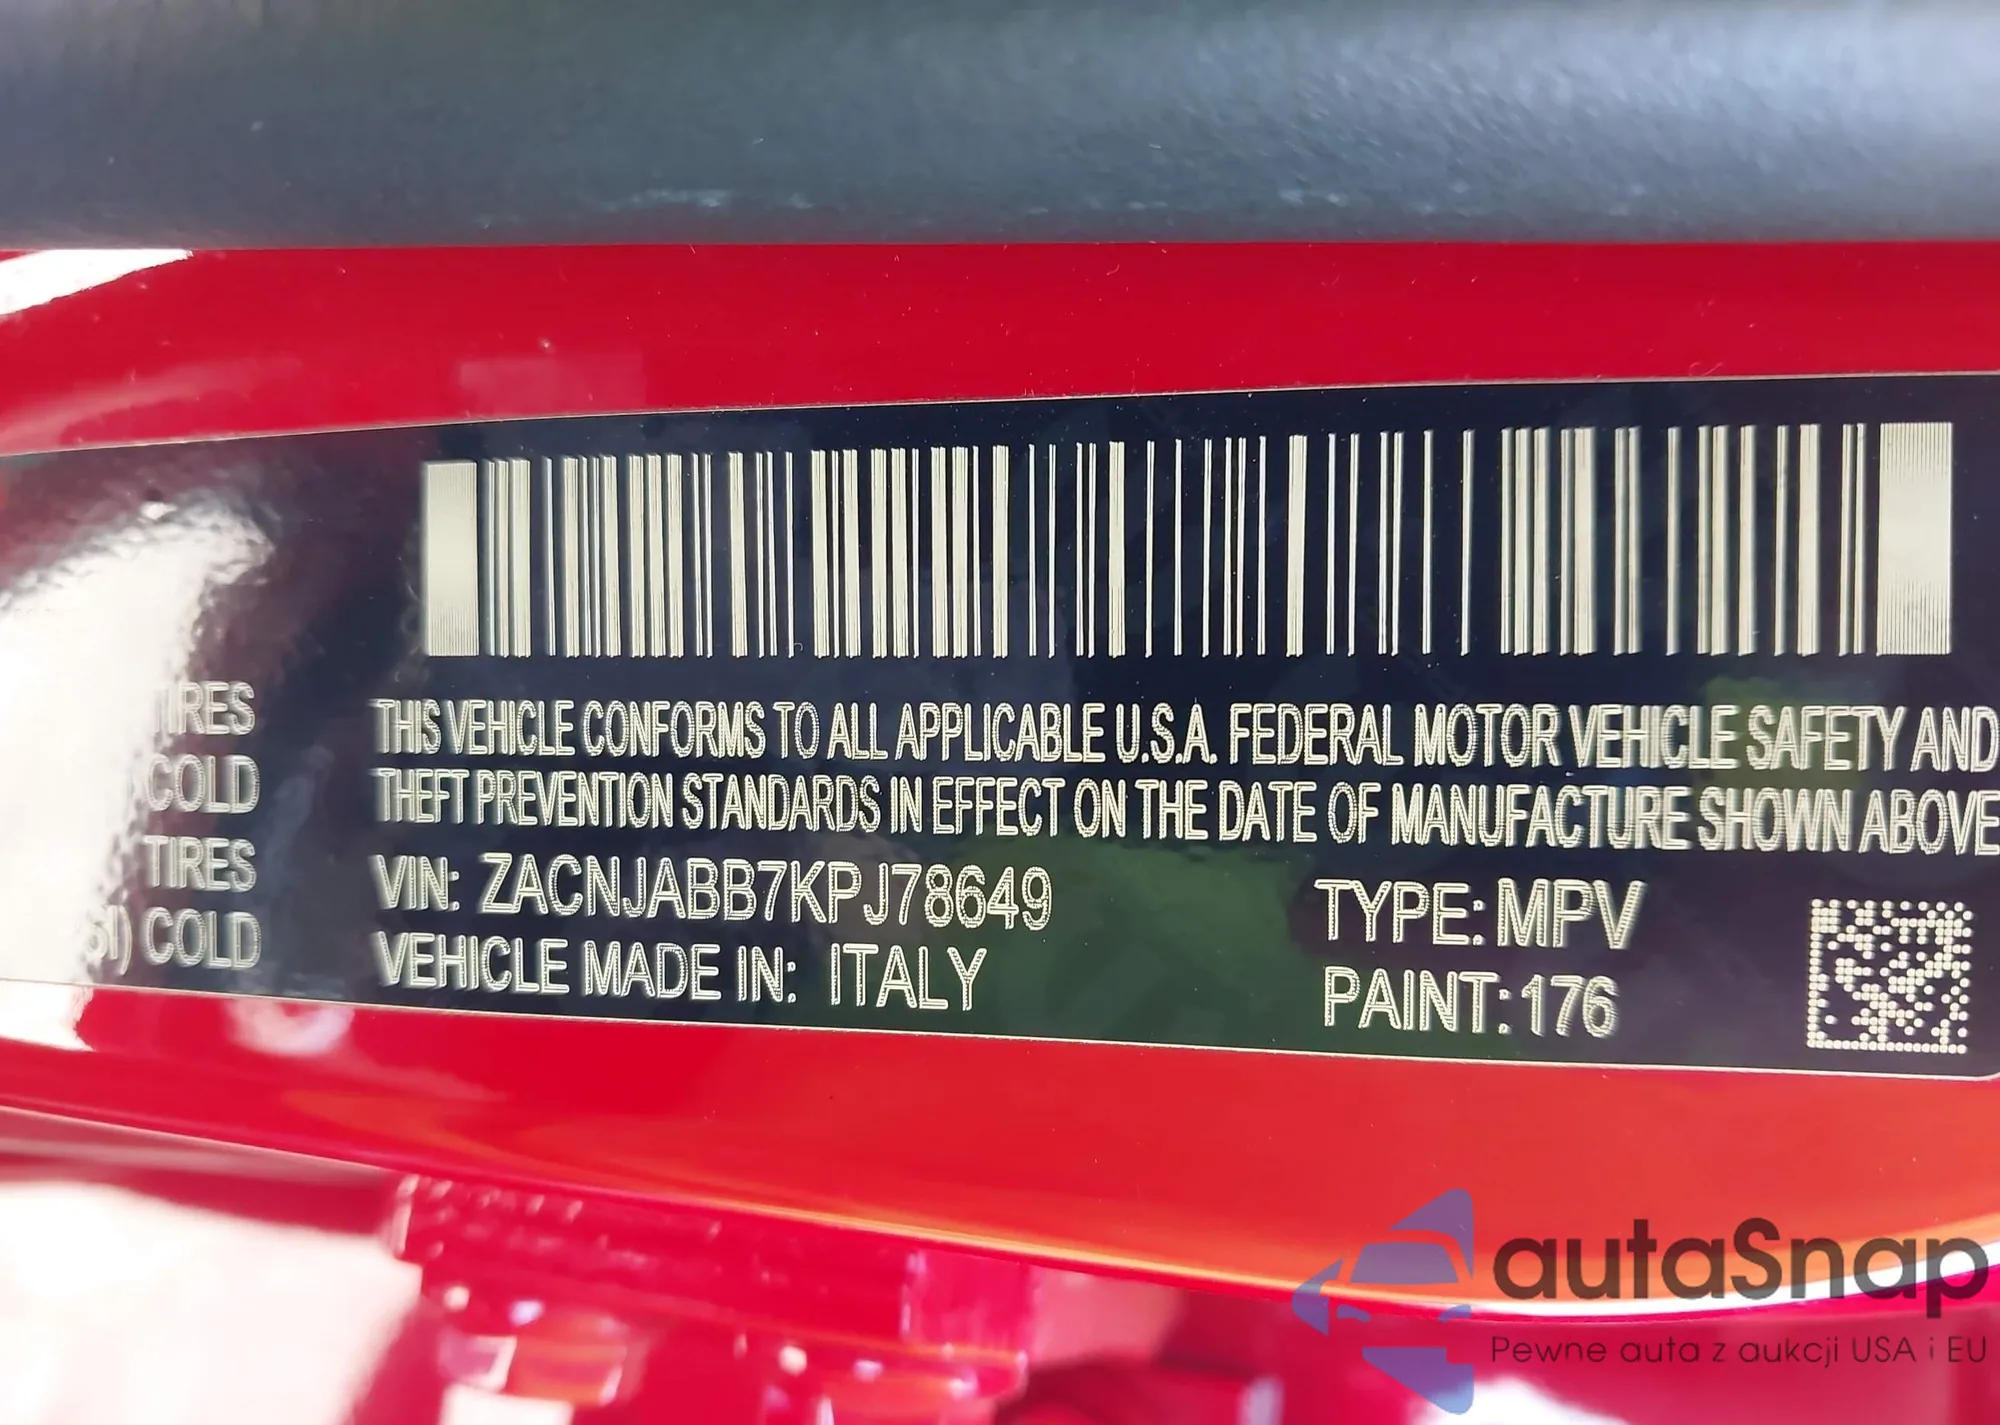 TIRES
COLD
TIRES
SI) COLD
THIS VEHICLE CONFORMS TO ALL APPLICABLE U.S.A. FEDERAL MOTOR VEHICLE SAFETY AND
THEFT PREVENTION STANDARDS IN EFFECT ON THE DATE OF MANUFACTURE SHOWN ABOVE
VIN: ZACNJABB7KPJ78649
VEHICLE MADE IN: ITALY
TYPE: MPV
PAINT: 176
autaSnap
Pewne auta z aukcji USA i EU